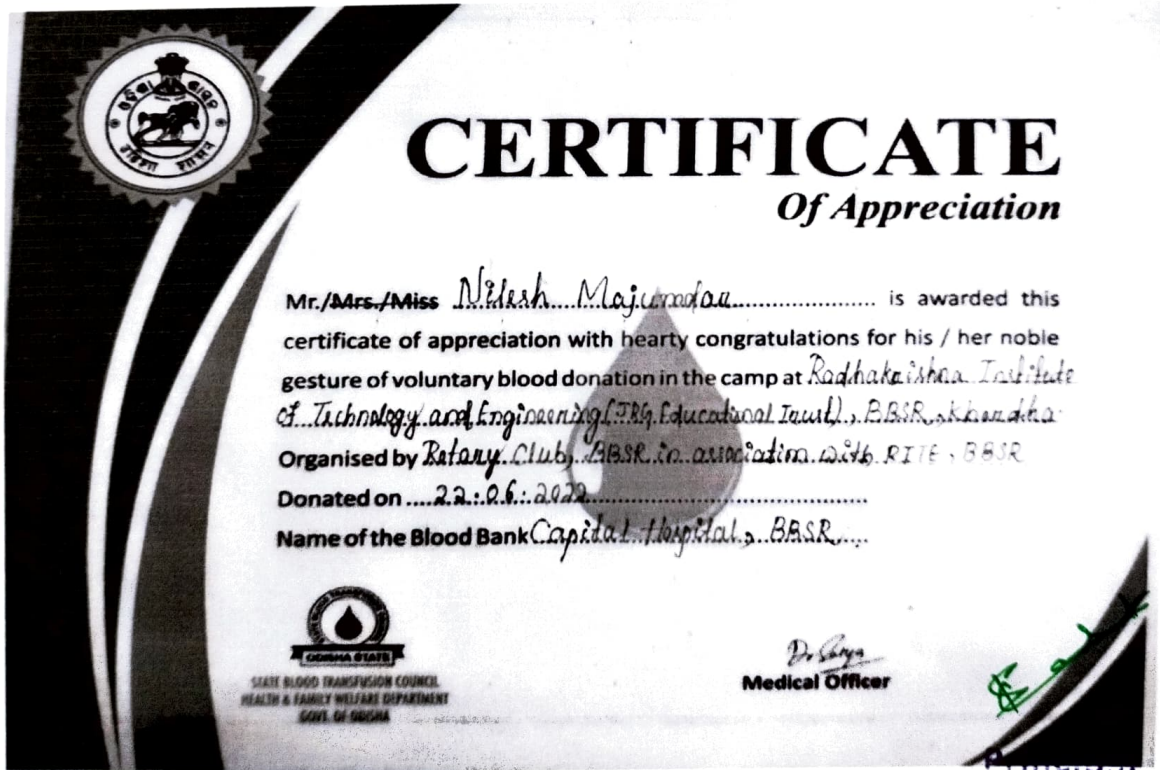 ଓଡ଼ିଶା ଶାସନ
ओड़िशा शासन
CERTIFICATE
Of Appreciation
Mr./Mrs./Miss Nilesh Majumdar is awarded this
certificate of appreciation with hearty congratulations for his / her noble
gesture of voluntary blood donation in the camp at Radhakrishna Institute
of Technology and Engineering (JRG Educational Trust), BBSR, Khordha
Organised by Rotary Club, BBSR in association with RITE, BBSR
Donated on 22.06.2022
Name of the Blood Bank Capital Hospital, BBSR
ODISHA STATE
STATE BLOOD TRANSFUSION COUNCIL
HEALTH & FAMILY WELFARE DEPARTMENT
GOVT. OF ODISHA
Medical Officer